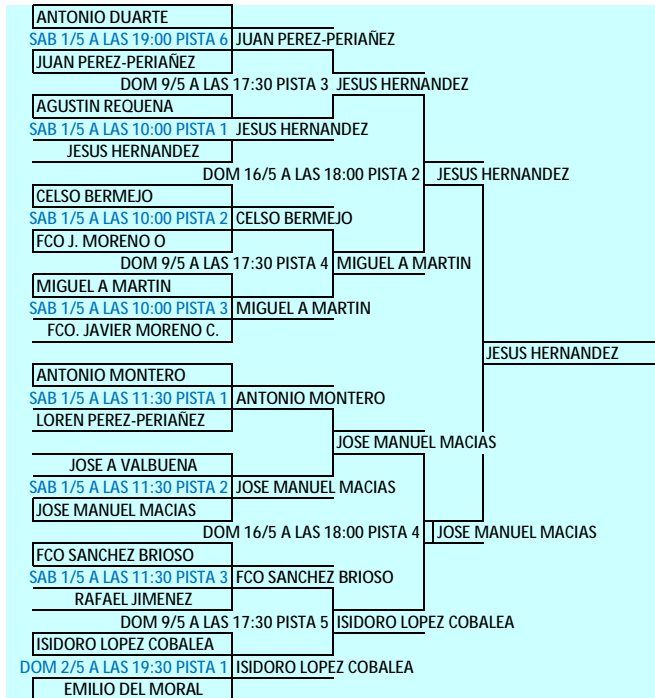 ANTONIO DUARTE
SAB 1/5 A LAS 19:00 PISTA 6 JUAN PEREZ-PERIAÑEZ
JUAN PEREZ-PERIAÑEZ
DOM 9/5 A LAS 17:30 PISTA 3 JESUS HERNANDEZ
AGUSTIN REQUENA
SAB 1/5 A LAS 10:00 PISTA 1 JESUS HERNANDEZ
JESUS HERNANDEZ
DOM 16/5 A LAS 18:00 PISTA 2 JESUS HERNANDEZ
CELSO BERMEJO
SAB 1/5 A LAS 10:00 PISTA 2 CELSO BERMEJO
FCO J. MORENO O
DOM 9/5 A LAS 17:30 PISTA 4 MIGUEL A MARTIN
MIGUEL A MARTIN
SAB 1/5 A LAS 10:00 PISTA 3 MIGUEL A MARTIN
FCO. JAVIER MORENO C.
JESUS HERNANDEZ
ANTONIO MONTERO
SAB 1/5 A LAS 11:30 PISTA 1 ANTONIO MONTERO
LOREN PEREZ-PERIAÑEZ
JOSE MANUEL MACIAS
JOSE A VALBUENA
SAB 1/5 A LAS 11:30 PISTA 2 JOSE MANUEL MACIAS
JOSE MANUEL MACIAS
DOM 16/5 A LAS 18:00 PISTA 4 JOSE MANUEL MACIAS
FCO SANCHEZ BRIOSO
SAB 1/5 A LAS 11:30 PISTA 3 FCO SANCHEZ BRIOSO
RAFAEL JIMENEZ
DOM 9/5 A LAS 17:30 PISTA 5 ISIDORO LOPEZ COBALEA
ISIDORO LOPEZ COBALEA
DOM 2/5 A LAS 19:30 PISTA 1 ISIDORO LOPEZ COBALEA
EMILIO DEL MORAL